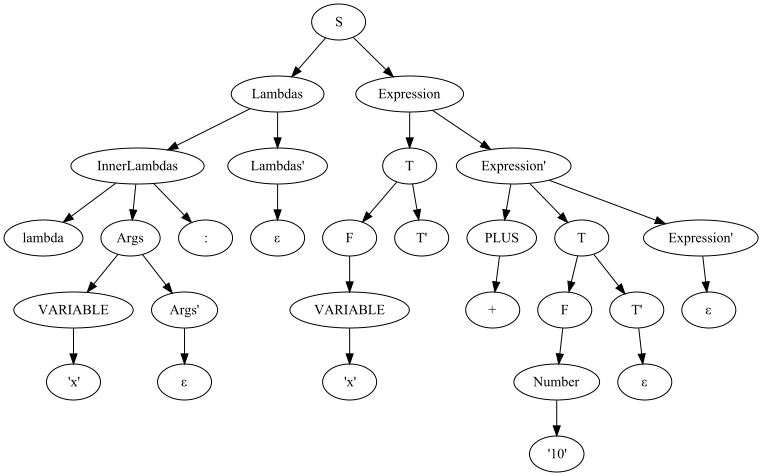 S
Lambdas Expression
InnerLambdas Lambdas' T Expression'
lambda Args : ε F T' PLUS T Expression'
VARIABLE Args' VARIABLE + F T' ε
'x' ε 'x' Number ε
'10'